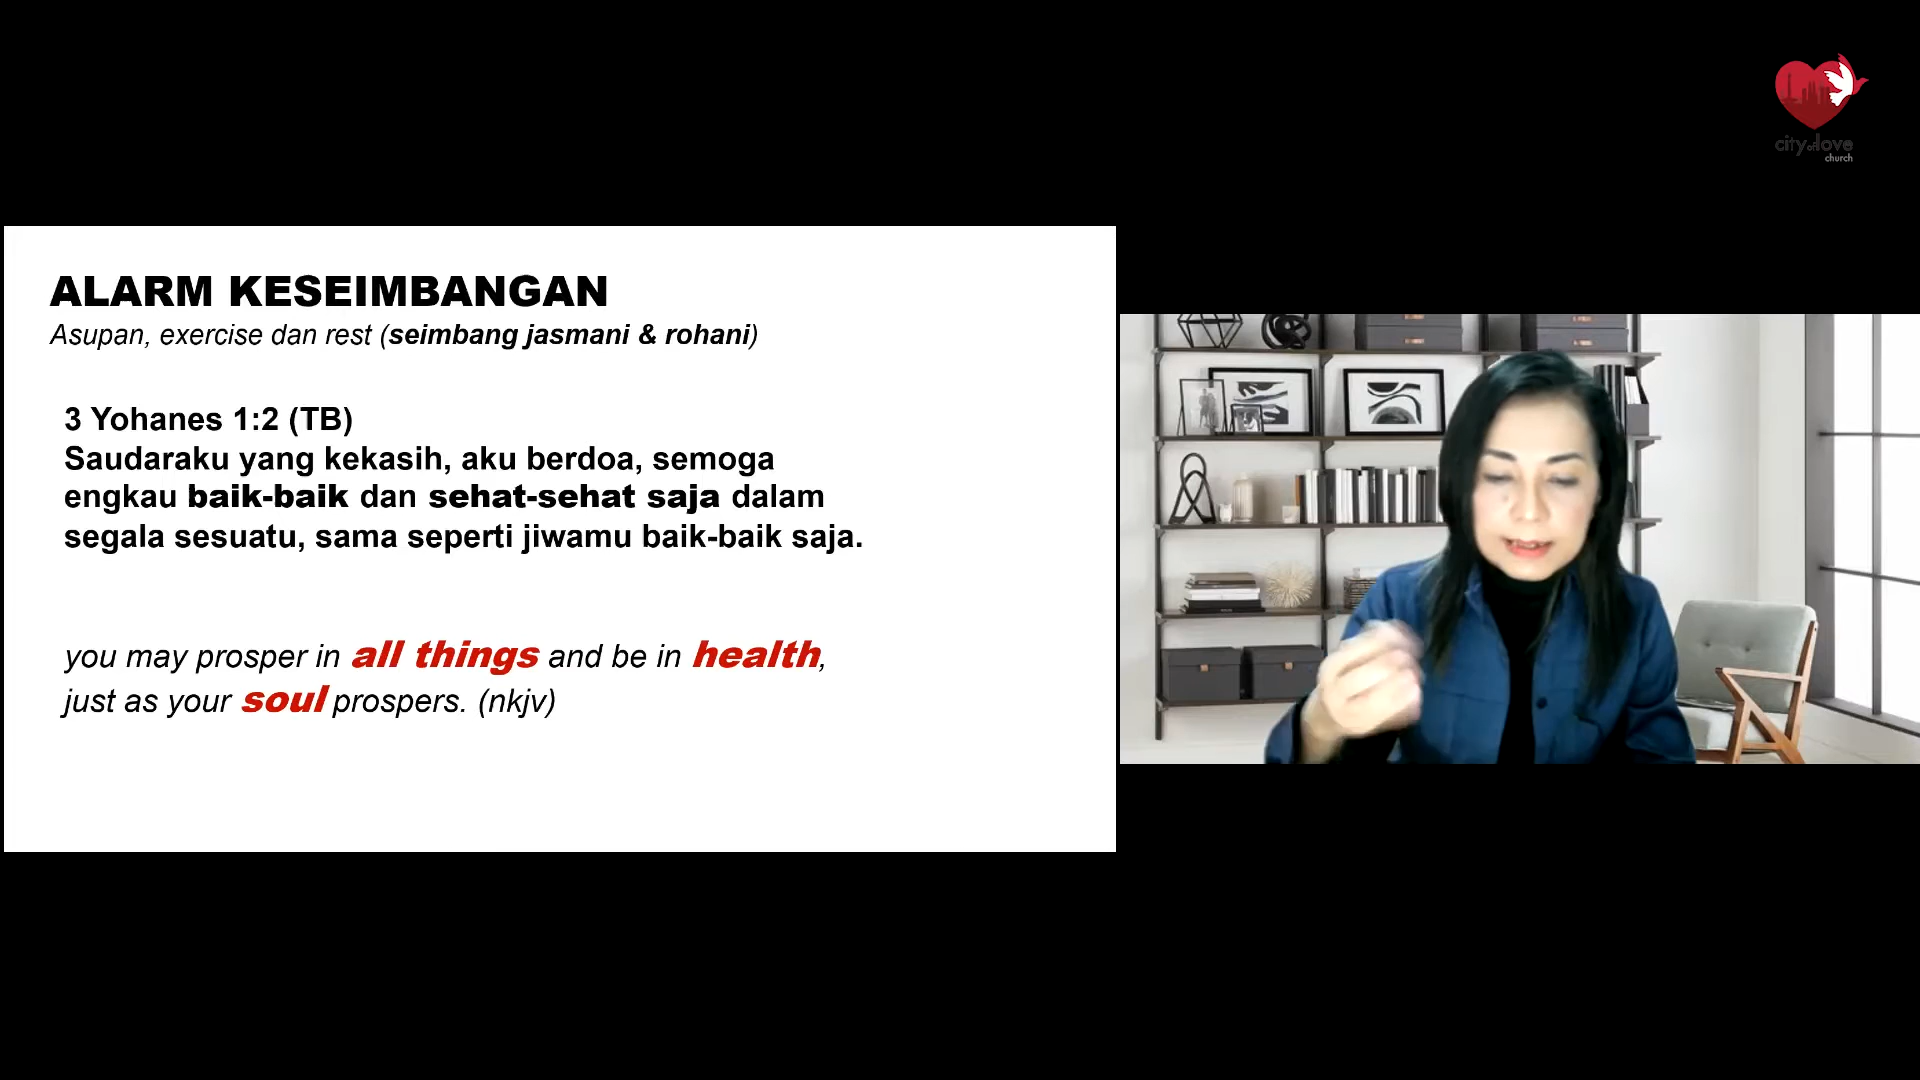 city of love
church
ALARM KESEIMBANGAN
Asupan, exercise dan rest (seimbang jasmani & rohani)
3 Yohanes 1:2 (TB)
Saudaraku yang kekasih, aku berdoa, semoga
engkau baik-baik dan sehat-sehat saja dalam
segala sesuatu, sama seperti jiwamu baik-baik saja.
you may prosper in all things and be in health,
just as your soul prospers. (nkjv)